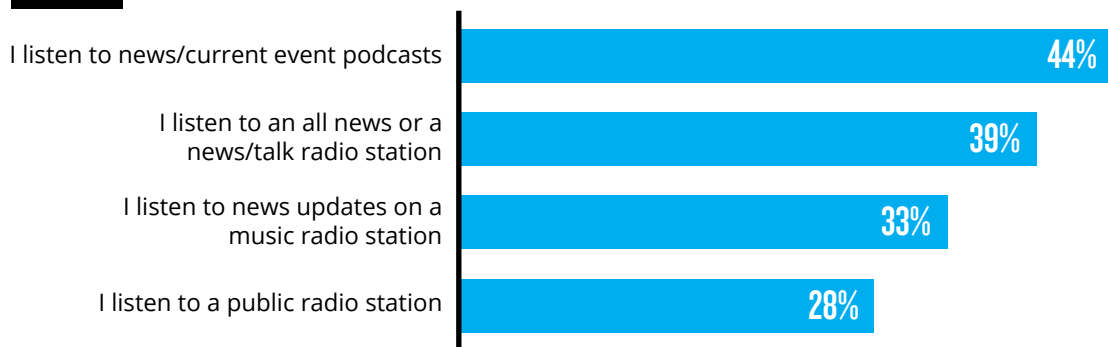 I listen to news/current event podcasts
44%
I listen to an all news or a
news/talk radio station
39%
I listen to news updates on a
music radio station
33%
I listen to a public radio station
28%